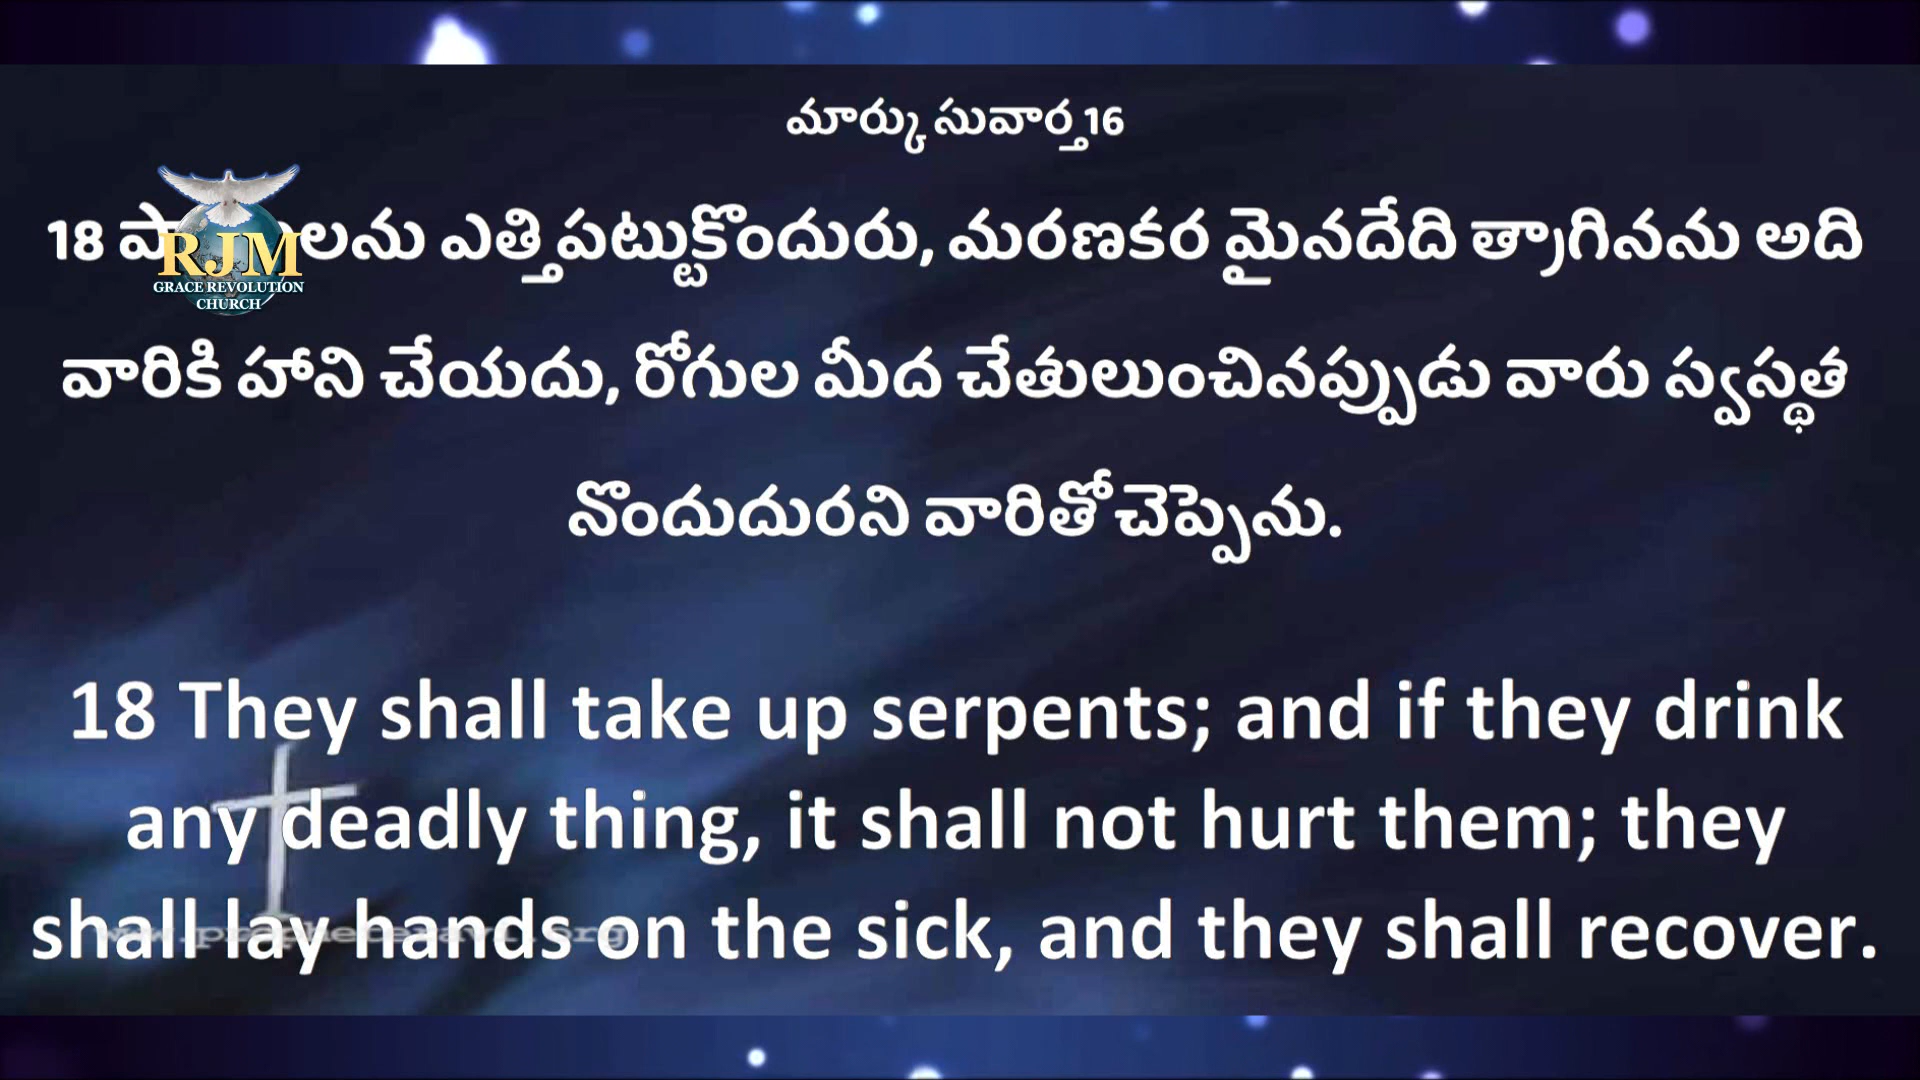 మార్కు సువార్త 16
RJM
GRACE REVOLUTION
CHURCH
18 ఎత్తి పట్టుకొందురు, మరణకర మైనదేది త్రాగినను అది
వారికి హాని చేయదు, రోగుల మీద చేతులుంచినప్పుడు వారు స్వస్థత
నొందుదురని వారితో చెప్పెను.
18 They shall take up serpents; and if they drink
any deadly thing, it shall not hurt them; they
shall lay hands on the sick, and they shall recover.